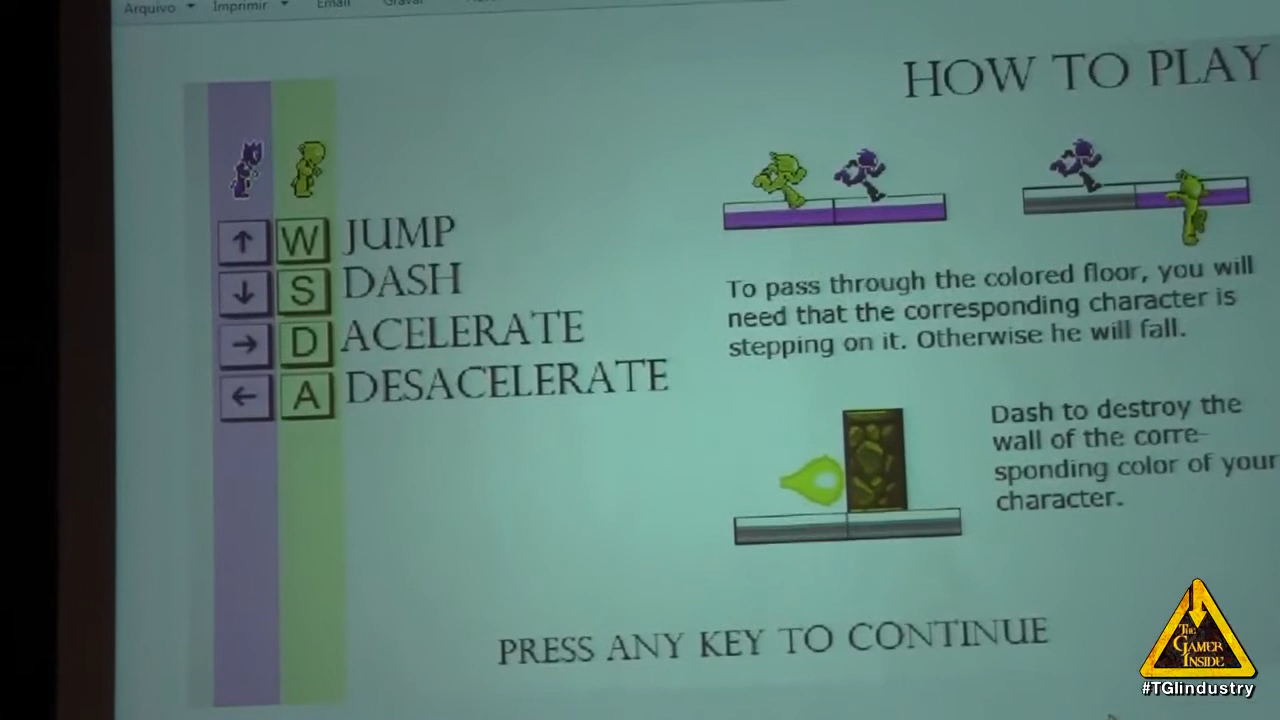 Arquivo Imprimir Email Gravar
HOW TO PLAY
W JUMP
S DASH
D ACELERATE
A DESACELERATE
To pass through the colored floor, you will
need that the corresponding character is
stepping on it. Otherwise he will fall.
Dash to destroy the
wall of the corre-
sponding color of your
character.
PRESS ANY KEY TO CONTINUE
THE
GAMER
INSIDE
#TGIindustry